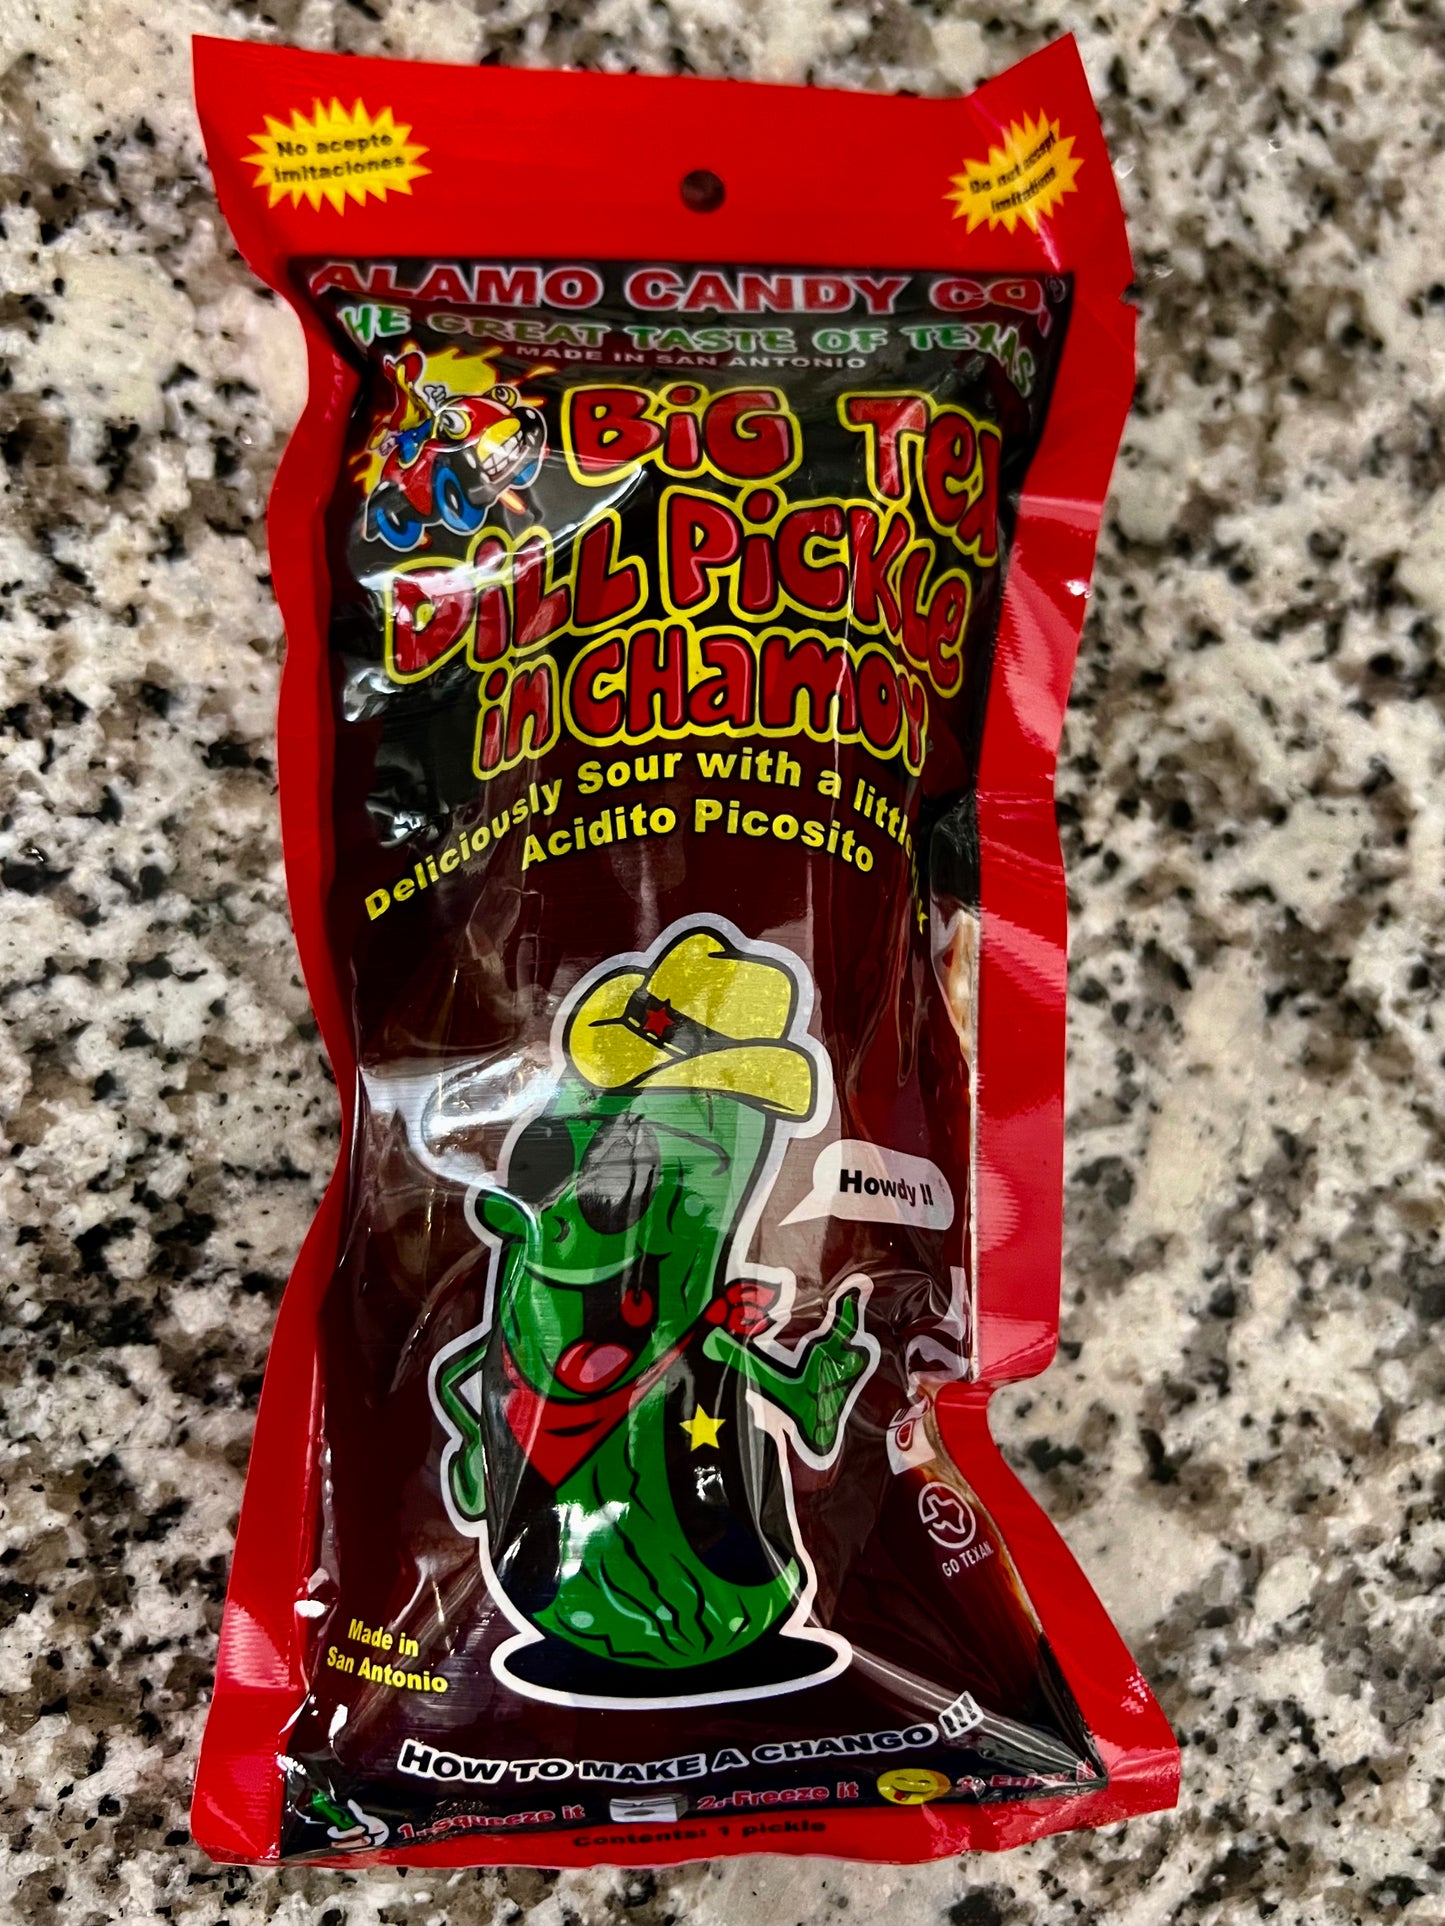 No acepto
imitaciones
Do not accept
imitations
ALAMO CANDY CO.
HE GREAT TASTE OF TEXAS
MADE IN SAN ANTONIO
BiG Tex
DiLL PiCKLe
in CHamoy
Deliciously Sour with a little
Acidito Picosito
Howdy !!
GO TEXAN.
Made in
San Antonio
HOW TO MAKE A CHANGO !!!
1.-Squeeze it 2.-Freeze it 3.-Enjoy it
Contents: 1 pickle